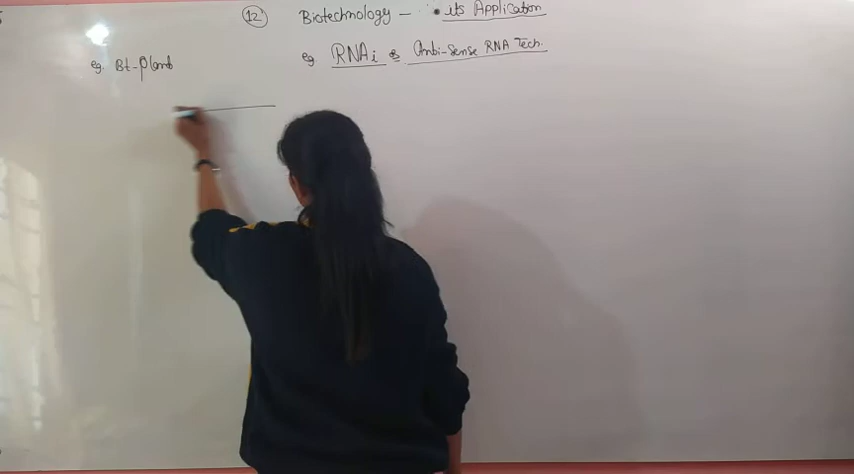 12 Biotechnology - its Application
eg. RNAi & Anti-Sense RNA Tech.
eg. Bt-Plant